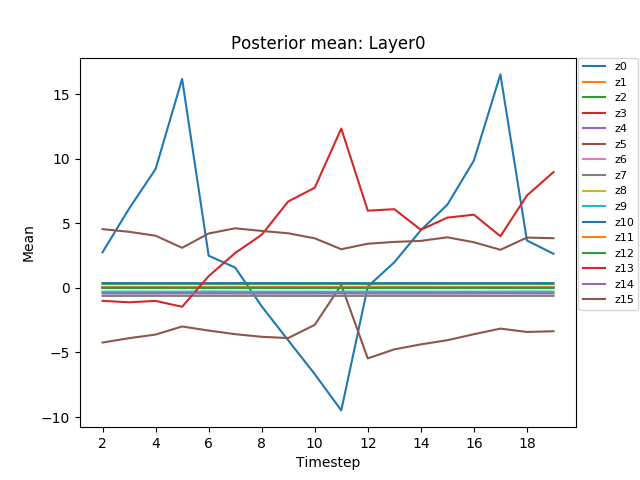 Posterior mean: Layer0
Mean
15
10
5
0
−5
−10
2 4 6 8 10 12 14 16 18
Timestep
z0
z1
z2
z3
z4
z5
z6
z7
z8
z9
z10
z11
z12
z13
z14
z15